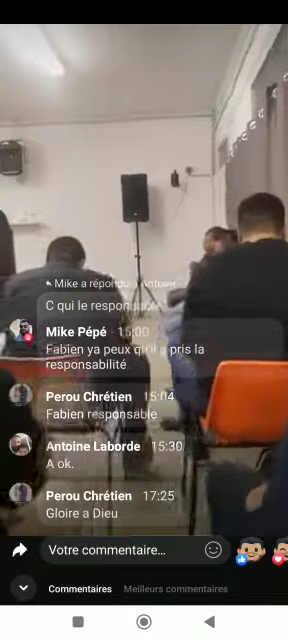 Mike a répondu à Antoine
C qui le respon
Mike Pépé · 15:00
Fabien ya peux qu'il a pris la
responsabilité
Perou Chrétien 15:04
Fabien responsable
Antoine Laborde 15:30
A ok.
Perou Chrétien · 17:25
Gloire a Dieu
Votre commentaire...
Commentaires Meilleurs commentaires